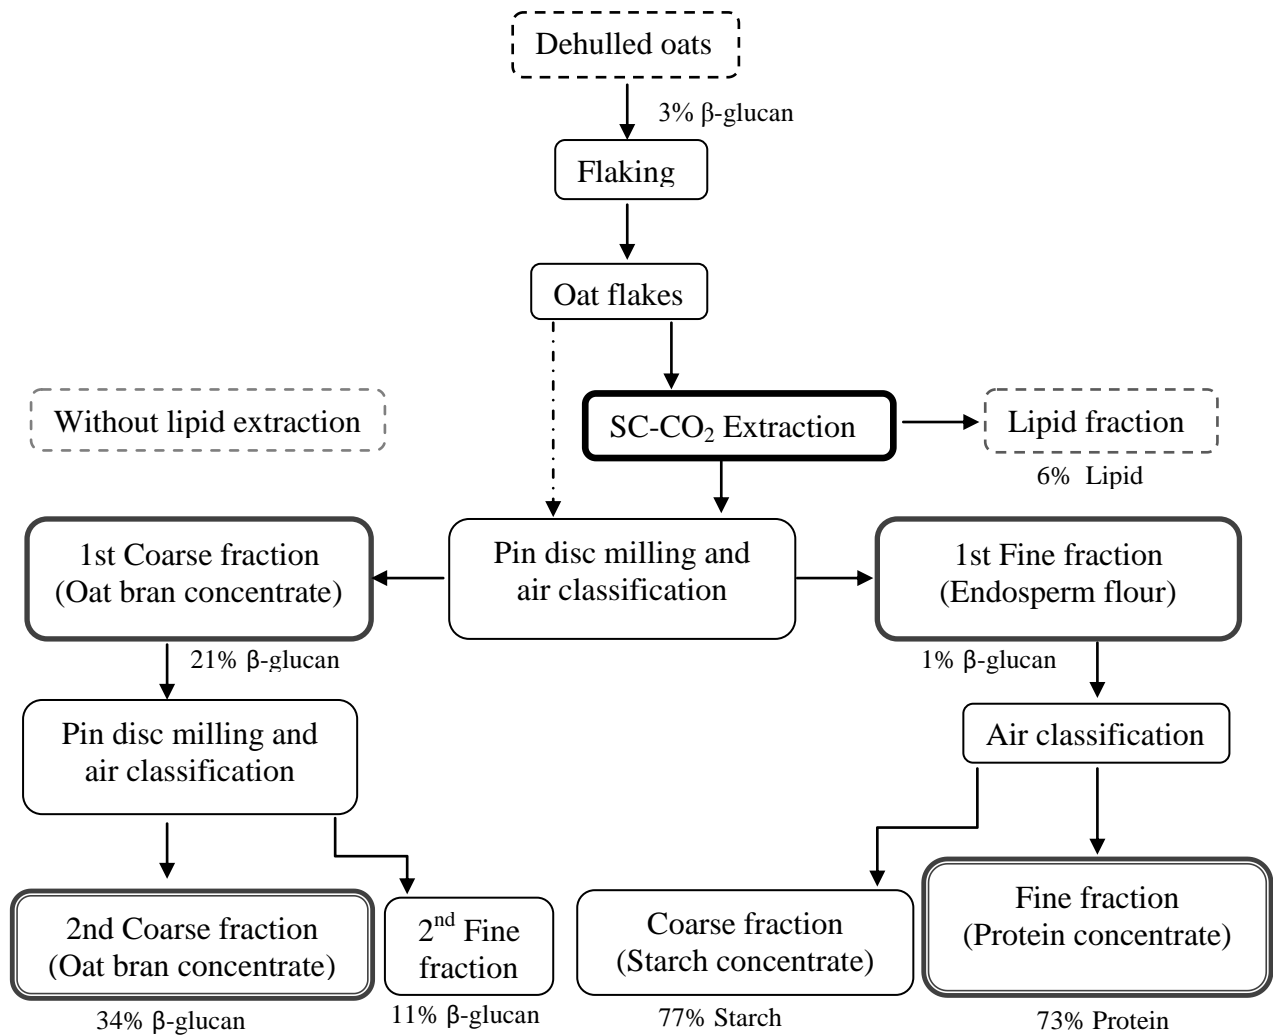 Dehulled oats
3% β-glucan
Flaking
Oat flakes
Without lipid extraction
SC-CO₂ Extraction
Lipid fraction
6% Lipid
1st Coarse fraction
(Oat bran concentrate)
Pin disc milling and
air classification
1st Fine fraction
(Endosperm flour)
21% β-glucan
1% β-glucan
Pin disc milling and
air classification
Air classification
2nd Coarse fraction
(Oat bran concentrate)
2ⁿᵈ Fine
fraction
Coarse fraction
(Starch concentrate)
Fine fraction
(Protein concentrate)
34% β-glucan
11% β-glucan
77% Starch
73% Protein